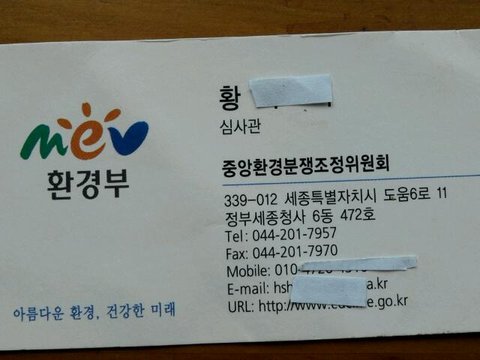 mev
환경부
아름다운 환경, 건강한 미래
황
심사관
중앙환경분쟁조정위원회
339-012 세종특별자치시 도움6로 11
정부세종청사 6동 472호
Tel: 044-201-7957
Fax: 044-201-7970
Mobile: 010-
E-mail: hsh a.kr
URL: http://www. e.go.kr